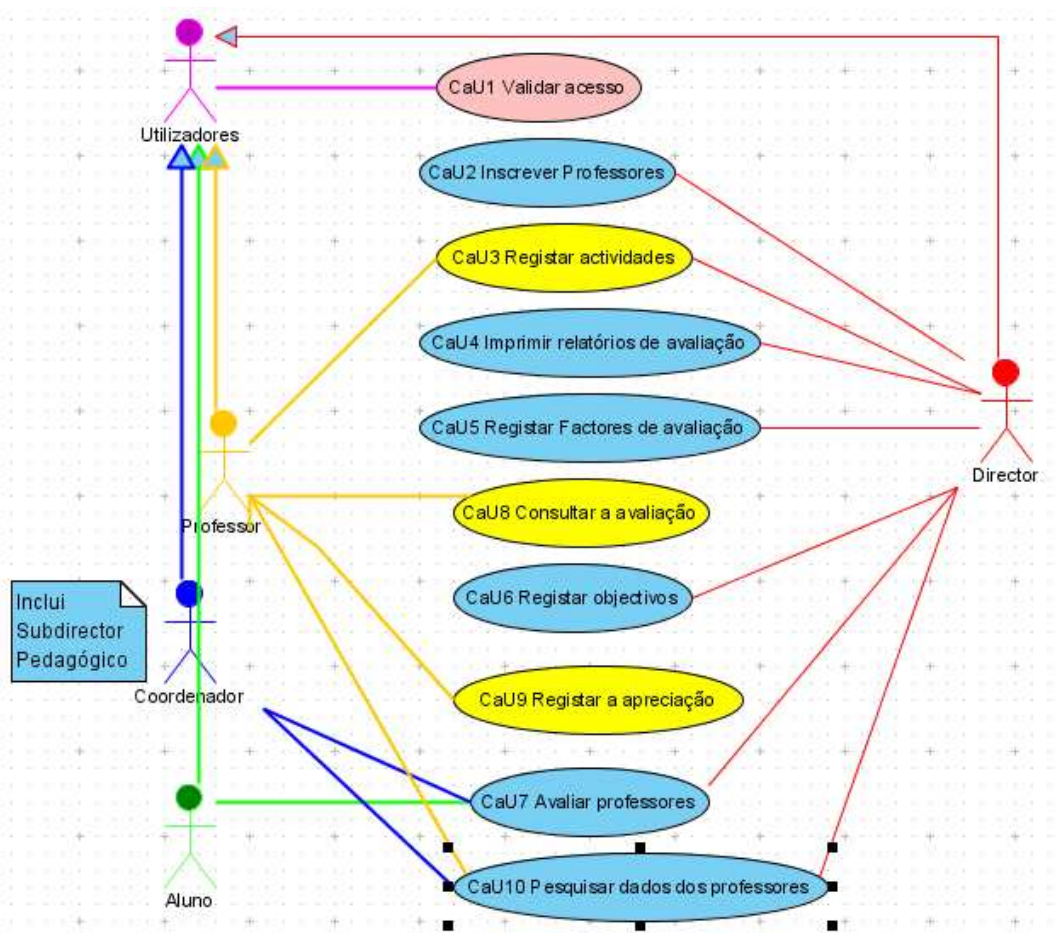 CaU1 Validar acesso
Utilizadores
CaU2 Inscrever Professores
CaU3 Registar actividades
CaU4 Imprimir relatórios de avaliação
CaU5 Registar Factores de avaliação
Director
CaU8 Consultar a avaliação
Professor
CaU6 Registar objectivos
Inclui
Subdirector
Pedagógico
Coordenador
CaU9 Registar a apreciação
CaU7 Avaliar professores
CaU10 Pesquisar dados dos professores
Aluno